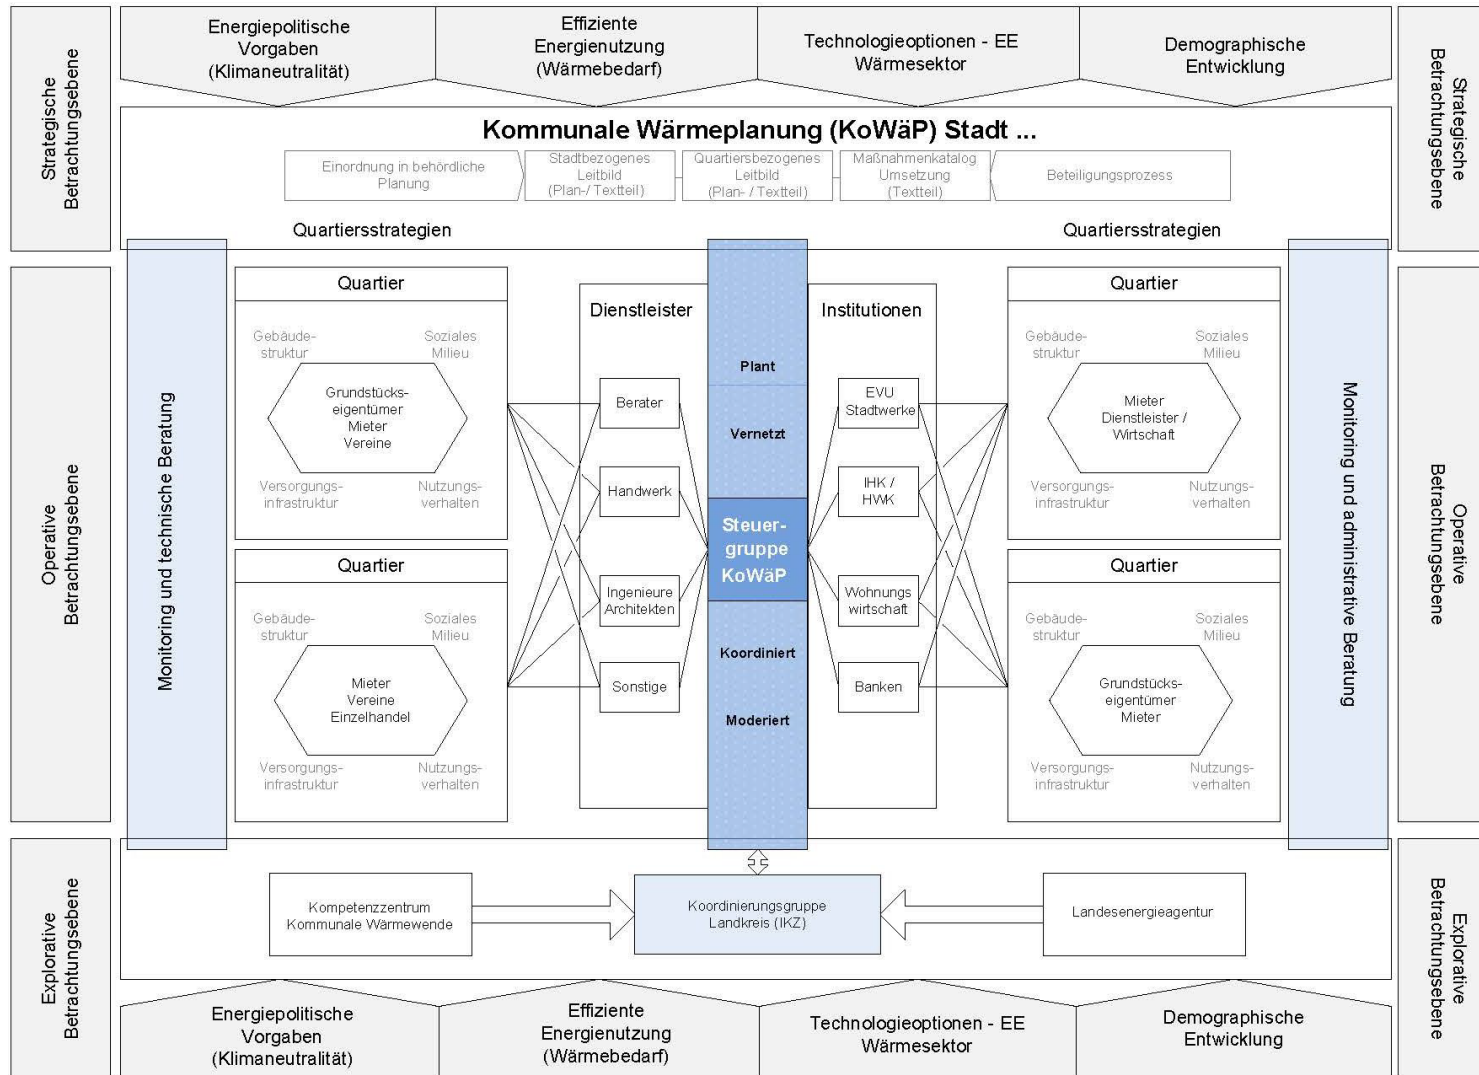 Energiepolitische
Vorgaben
(Klimaneutralität)
Effiziente
Energienutzung
(Wärmebedarf)
Technologieoptionen - EE
Wärmesektor
Demographische
Entwicklung
Strategische
Betrachtungsebene
Strategische
Betrachtungsebene
Kommunale Wärmeplanung (KoWäP) Stadt ...
Einordnung in behördliche
Planung
Stadtbezogenes
Leitbild
(Plan-/ Textteil)
Quartiersbezogenes
Leitbild
(Plan- / Textteil)
Maßnahmenkatalog
Umsetzung
(Textteil)
Beteiligungsprozess
Quartiersstrategien
Quartiersstrategien
Operative
Betrachtungsebene
Monitoring und technische Beratung
Quartier
Gebäude-
struktur
Soziales
Milieu
Grundstücks-
eigentümer
Mieter
Vereine
Versorgungs-
infrastruktur
Nutzungs-
verhalten
Quartier
Gebäude-
struktur
Soziales
Milieu
Mieter
Vereine
Einzelhandel
Versorgungs-
infrastruktur
Nutzungs-
verhalten
Dienstleister
Berater
Handwerk
Ingenieure
Architekten
Sonstige
Plant
Vernetzt
Steuer-
gruppe
KoWäP
Koordiniert
Moderiert
Institutionen
EVU
Stadtwerke
IHK /
HWK
Wohnungs
wirtschaft
Banken
Quartier
Gebäude-
struktur
Soziales
Milieu
Mieter
Dienstleister /
Wirtschaft
Versorgungs-
infrastruktur
Nutzungs-
verhalten
Quartier
Gebäude-
struktur
Soziales
Milieu
Grundstücks-
eigentümer
Mieter
Versorgungs-
infrastruktur
Nutzungs-
verhalten
Monitoring und administrative Beratung
Operative
Betrachtungsebene
Explorative
Betrachtungsebene
Kompetenzzentrum
Kommunale Wärmewende
Koordinierungsgruppe
Landkreis (IKZ)
Landesenergieagentur
Explorative
Betrachtungsebene
Energiepolitische
Vorgaben
(Klimaneutralität)
Effiziente
Energienutzung
(Wärmebedarf)
Technologieoptionen - EE
Wärmesektor
Demographische
Entwicklung